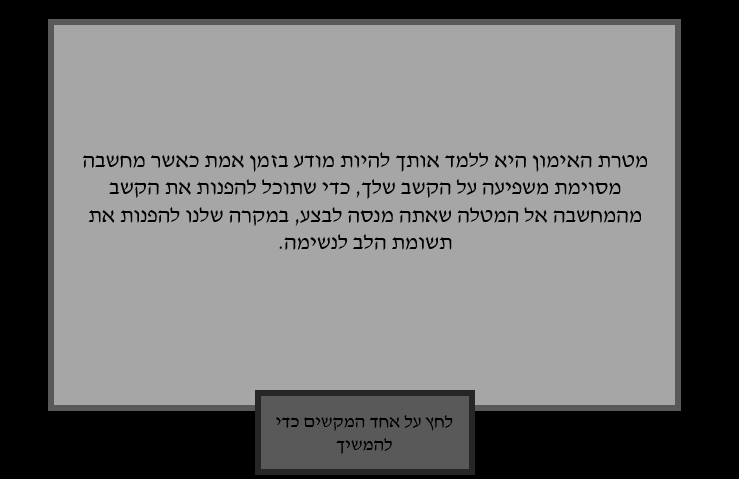 מטרת האימון היא ללמד אותך להיות מודע בזמן אמת כאשר מחשבה
מסוימת משפיעה על הקשב שלך, כדי שתוכל להפנות את הקשב
מהמחשבה אל המטלה שאתה מנסה לבצע, במקרה שלנו להפנות את
תשומת הלב לנשימה.
לחץ על אחד המקשים כדי
להמשיך